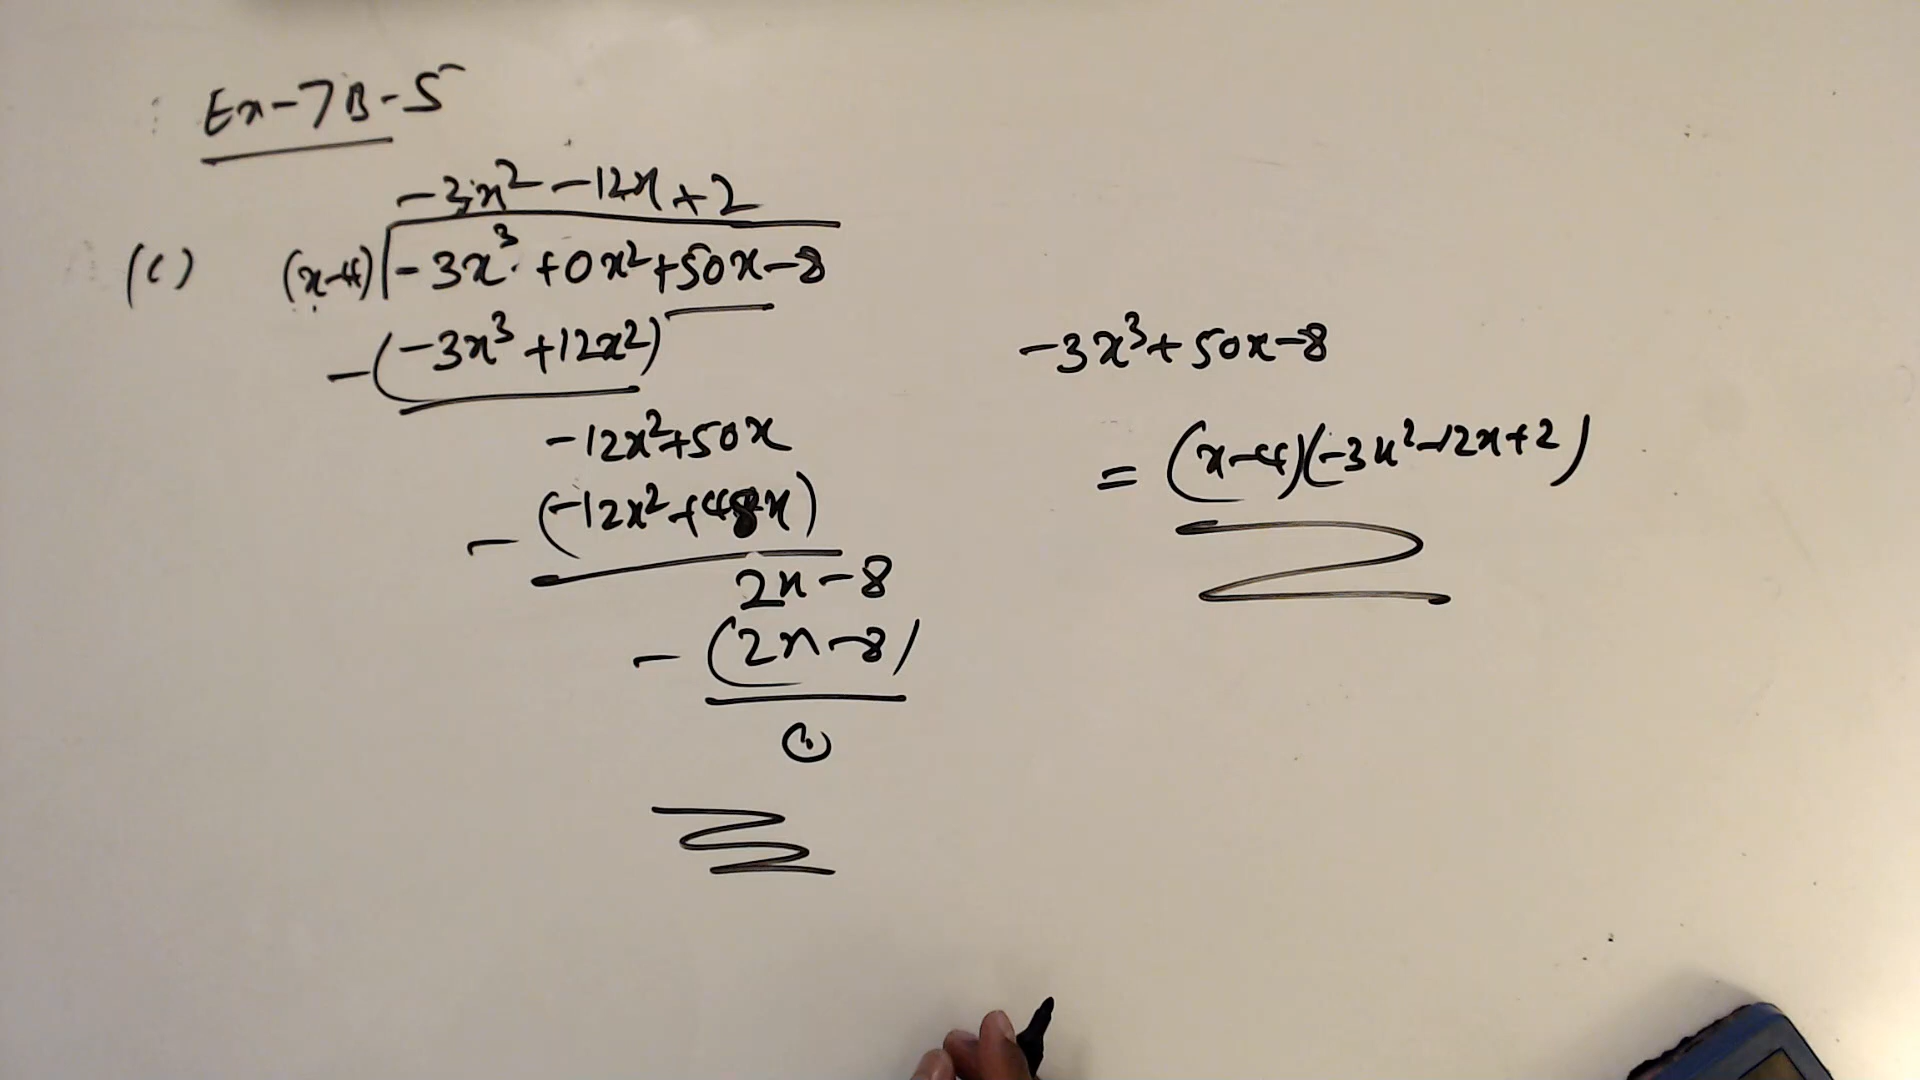 Ex-7B-5
-3x² -12x +2
(c) (x-4) -3x³ +0x²+50x-8
-(-3x³ +12x²)
-12x²+50x
-(-12x²+48x)
2x-8
-(2x-8)
0
-3x³+50x-8
= (x-4)(-3x²-12x+2)